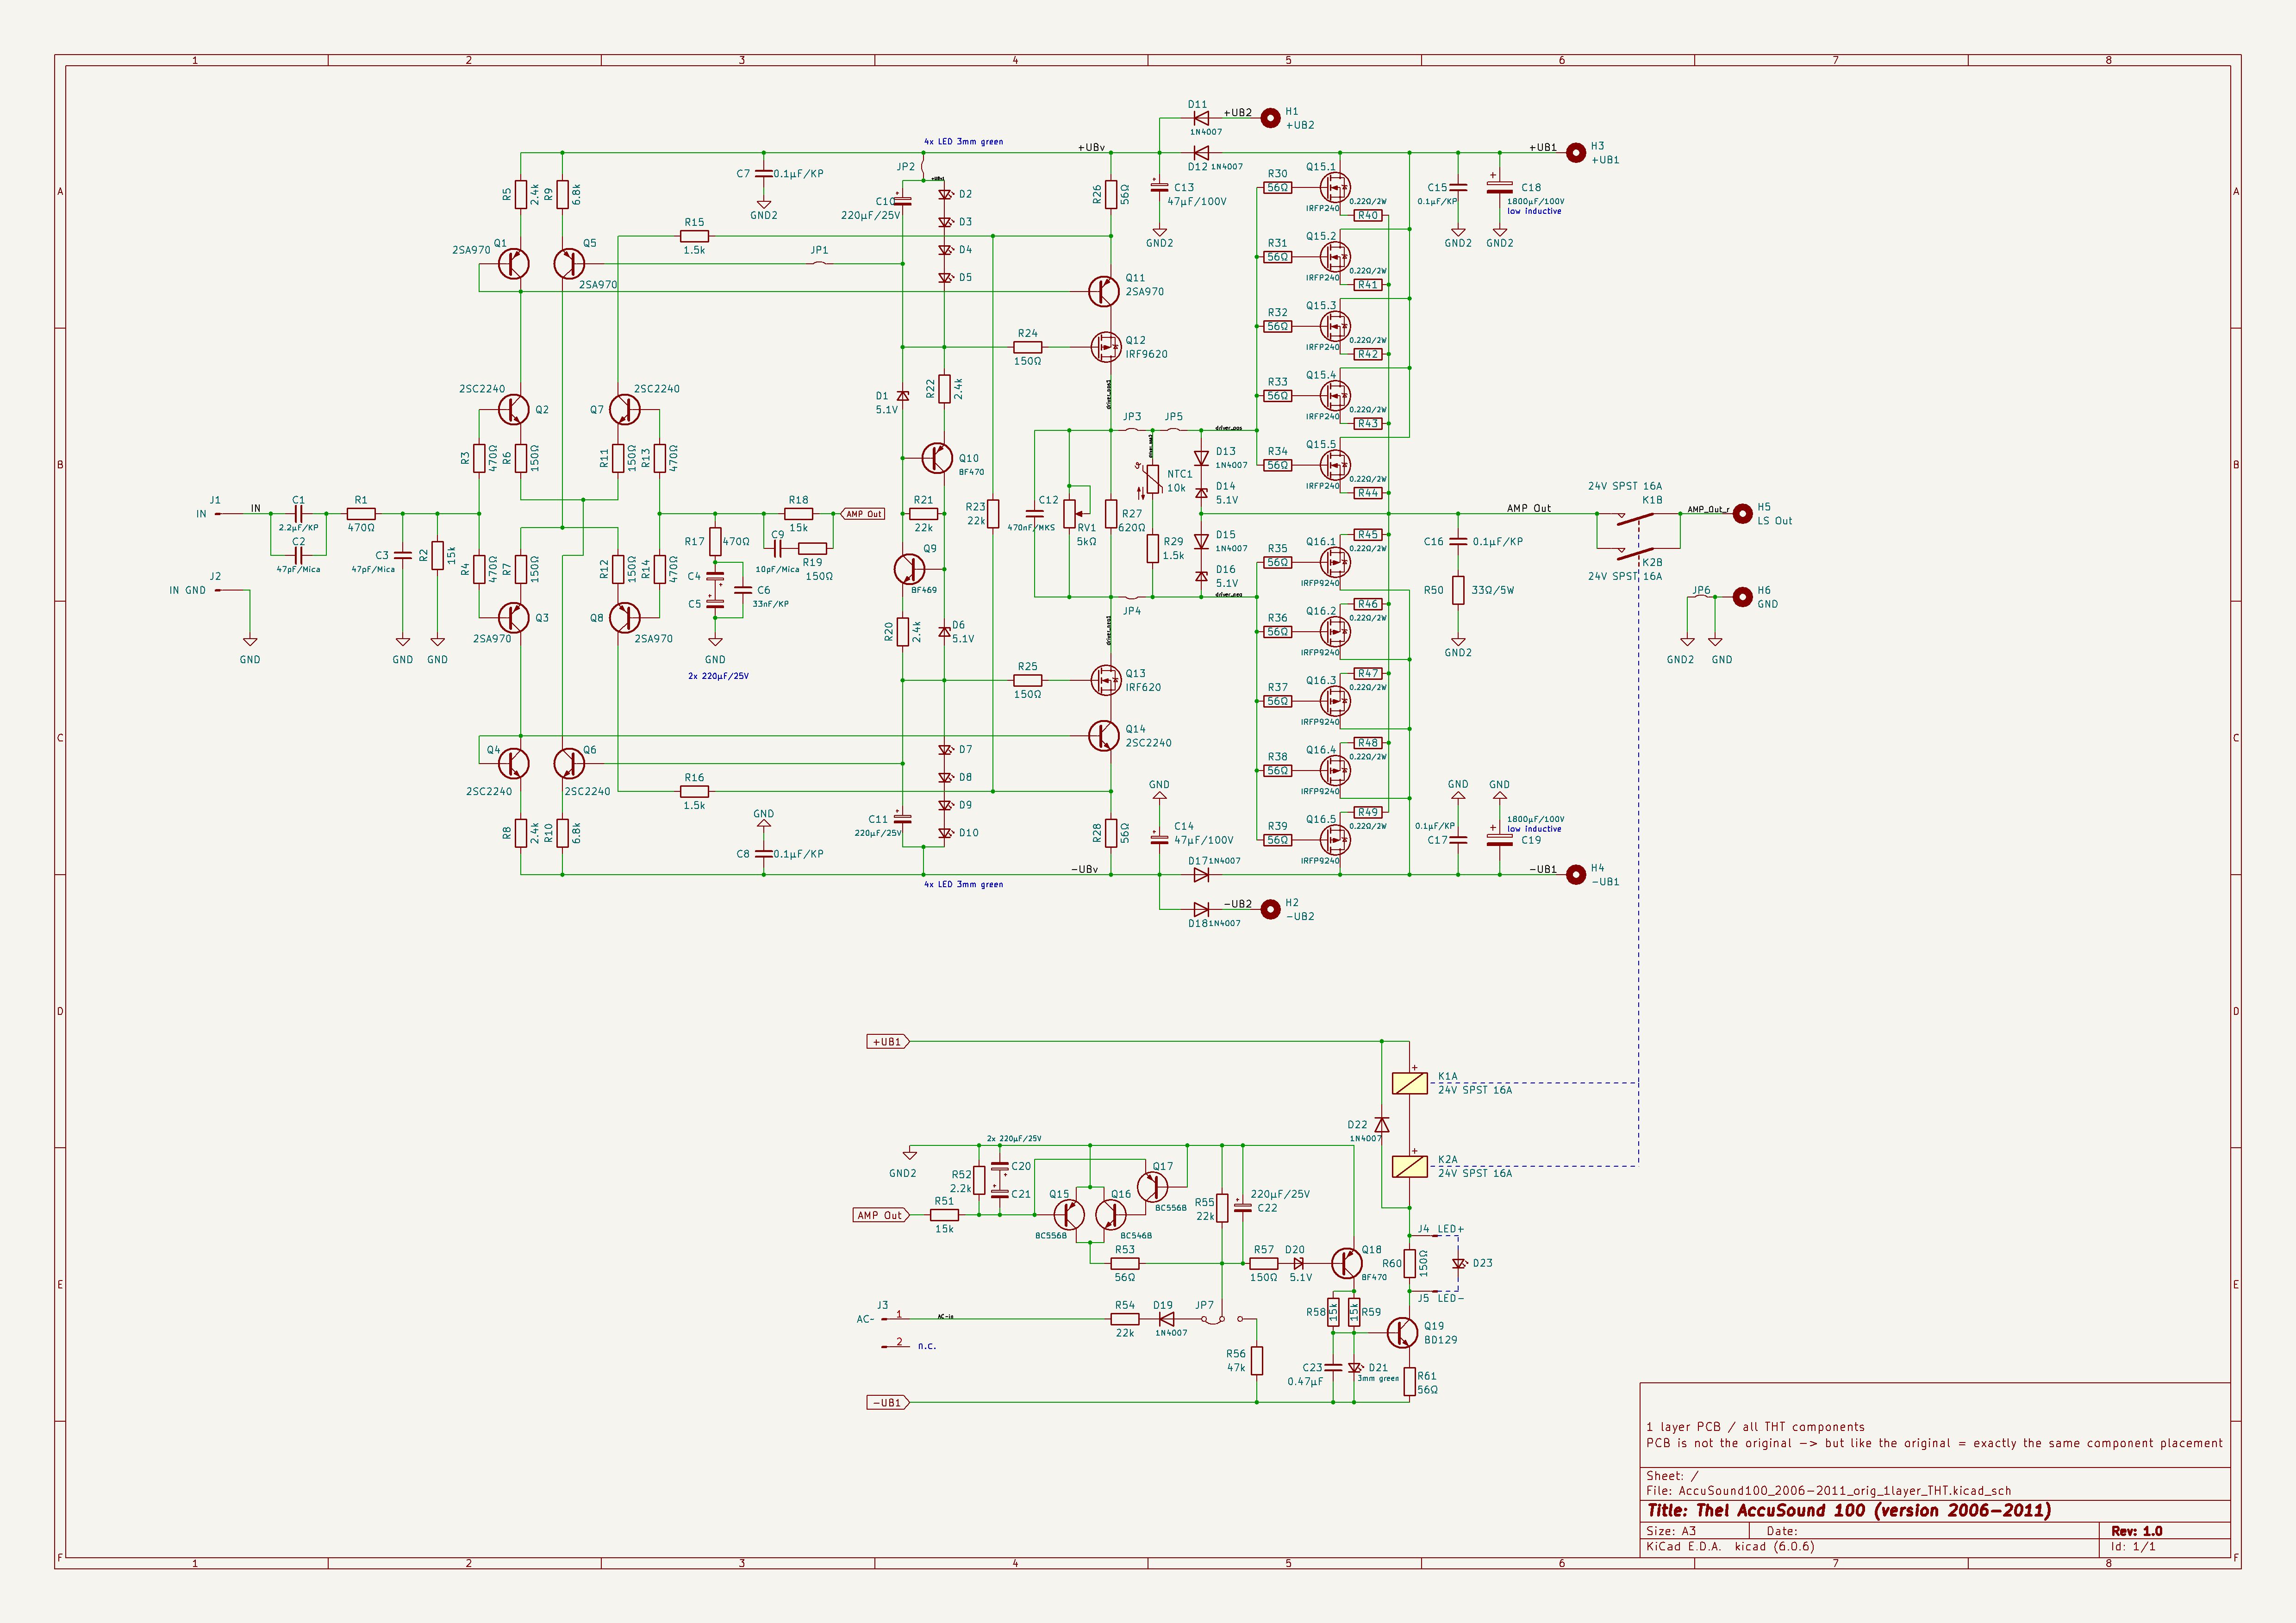 1 2 3 4 5 6 7 8
A
B
C
D
E
F
4x LED 3mm green
D11
1N4007
+UB2
H1
+UB2
+UBv
D12 1N4007
+UB1
H3
+UB1
R5
2.4k
R9
6.8k
C7 0.1µF/KP
GND2
JP2
+UBv1
C10
220µF/25V
D2
D3
D4
D5
R26
56Ω
C13
47µF/100V
GND2
Q1
2SA970
Q5
2SA970
R15
1.5k
JP1
Q11
2SA970
R24
150Ω
Q12
IRF9620
R30
56Ω
Q15.1
IRFP240
0.22Ω/2W
R40
R31
56Ω
Q15.2
IRFP240
0.22Ω/2W
R41
R32
56Ω
Q15.3
IRFP240
0.22Ω/2W
R42
R33
56Ω
Q15.4
IRFP240
0.22Ω/2W
R43
R34
56Ω
Q15.5
IRFP240
0.22Ω/2W
R44
C15
0.1µF/KP
GND2
C18
1800µF/100V
low inductive
GND2
2SC2240
Q2
2SC2240
Q7
D1
5.1V
R22
2.4k
Q10
BF470
driver_pos1
JP3
JP5
driver_pos
driver_pos2
R3
470Ω
R6
150Ω
R11
150Ω
R13
470Ω
NTC1
10k
D13
1N4007
D14
5.1V
J1
IN
IN
C1
2.2µF/KP
C2
47pF/Mica
R1
470Ω
C3
47pF/Mica
R2
15k
J2
IN GND
GND
GND
GND
R4
470Ω
R7
150Ω
R12
150Ω
R14
470Ω
Q3
2SA970
Q8
2SA970
R17
470Ω
R18
15k
AMP Out
C9
10pF/Mica
R19
150Ω
C4
C5
C6
33nF/KP
GND
2x 220µF/25V
R21
22k
R23
22k
C12
470nF/MKS
RV1
5kΩ
R27
620Ω
R29
1.5k
D15
1N4007
D16
5.1V
Q9
BF469
R20
2.4k
D6
5.1V
JP4
driver_neg
driver_neg1
R25
150Ω
Q13
IRF620
Q14
2SC2240
AMP Out
C16
0.1µF/KP
R50
33Ω/5W
GND2
24V SPST 16A
K1B
K2B
24V SPST 16A
AMP_Out_r
H5
LS Out
JP6
H6
GND
GND2
GND
R35
56Ω
Q16.1
IRFP9240
R45
0.22Ω/2W
R36
56Ω
Q16.2
IRFP9240
R46
0.22Ω/2W
R37
56Ω
Q16.3
IRFP9240
R47
0.22Ω/2W
R38
56Ω
Q16.4
IRFP9240
R48
0.22Ω/2W
R39
56Ω
Q16.5
IRFP9240
R49
0.22Ω/2W
Q4
2SC2240
Q6
2SC2240
R16
1.5k
R8
2.4k
R10
6.8k
GND
C8 0.1µF/KP
C11
220µF/25V
D7
D8
D9
D10
4x LED 3mm green
R28
56Ω
GND
C14
47µF/100V
-UBv
D17 1N4007
-UB2
D18 1N4007
H2
-UB2
GND
0.1µF/KP
C17
GND
1800µF/100V
low inductive
C19
-UB1
H4
-UB1
+UB1
K1A
24V SPST 16A
D22
1N4007
K2A
24V SPST 16A
GND2
2x 220µF/25V
R52
2.2k
C20
C21
AMP Out
R51
15k
Q15
BC556B
Q16
BC546B
Q17
BC556B
R55
22k
220µF/25V
C22
R53
56Ω
R57
150Ω
D20
5.1V
Q18
BF470
J4 LED+
R60
150Ω
D23
J5 LED-
J3
AC-
1
AC-in
2
n.c.
R54
22k
D19
1N4007
JP7
R56
47k
R58
15k
15k
R59
Q19
BD129
C23
0.47µF
D21
3mm green
R61
56Ω
-UB1
1 layer PCB / all THT components
PCB is not the original -> but like the original = exactly the same component placement
Sheet: /
File: AccuSound100_2006-2011_orig_1layer_THT.kicad_sch
Title: Thel AccuSound 100 (version 2006-2011)
Size: A3
Date:
Rev: 1.0
KiCad E.D.A. kicad (6.0.6)
Id: 1/1
1 2 3 4 5 6 7 8
A
B
C
D
E
F